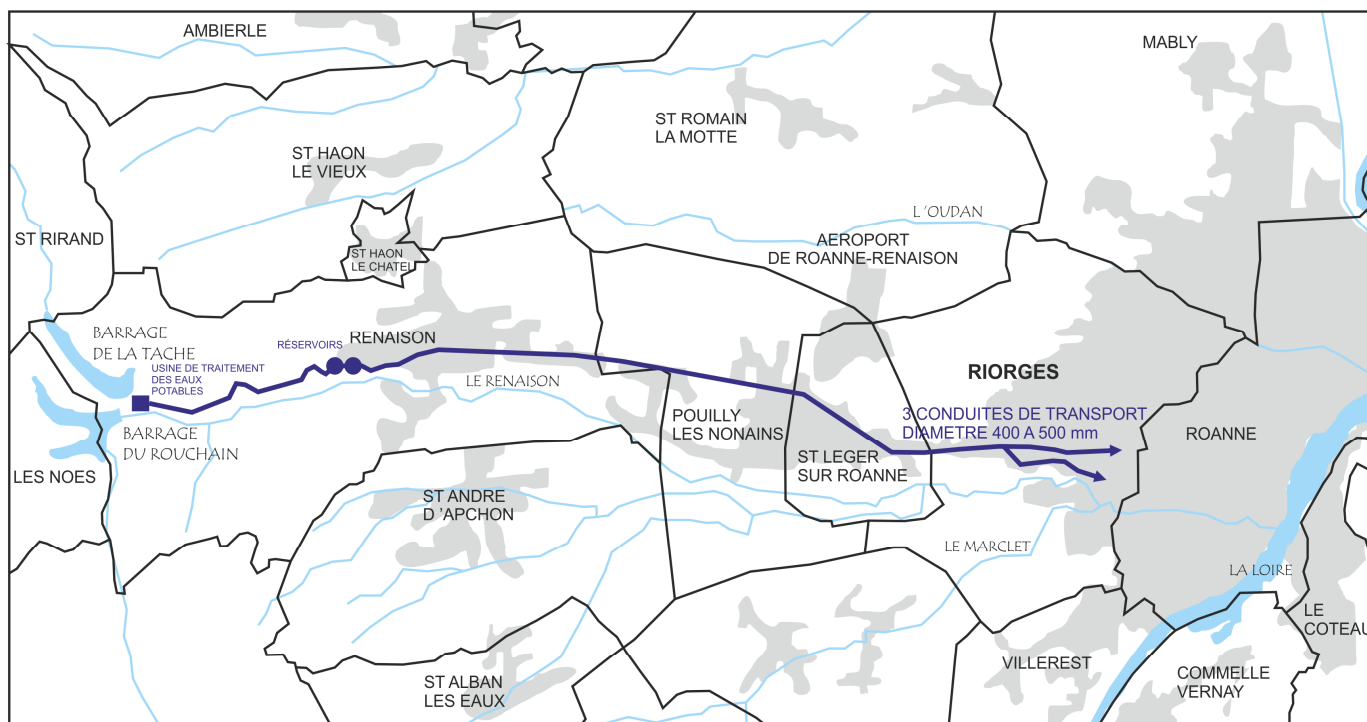 AMBIERLE
MABLY
ST ROMAIN
LA MOTTE
ST HAON
LE VIEUX
L 'OUDAN
ST RIRAND
ST HAON
LE CHATEL
AEROPORT
DE ROANNE-RENAISON
BARRAGE
DE LA TACHE
RÉSERVOIRS
RENAISON
USINE DE TRAITEMENT
DES EAUX
POTABLES
LE RENAISON
RIORGES
3 CONDUITES DE TRANSPORT
DIAMETRE 400 A 500 mm
POUILLY
LES NONAINS
ROANNE
BARRAGE
DU ROUCHAIN
ST LEGER
SUR ROANNE
LES NOES
ST ANDRE
D 'APCHON
LE MARCLET
LA LOIRE
LE
COTEAU
VILLEREST
COMMELLE
VERNAY
ST ALBAN
LES EAUX